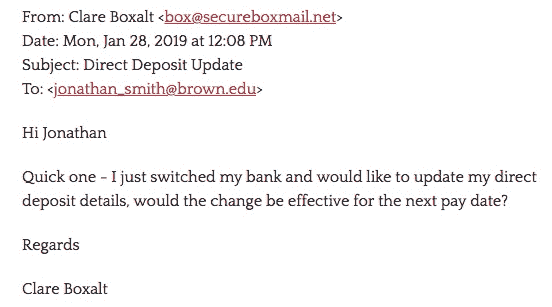 From: Clare Boxalt <box@secureboxmail.net>
Date: Mon, Jan 28, 2019 at 12:08 PM
Subject: Direct Deposit Update
To: <jonathan_smith@brown.edu>
Hi Jonathan
Quick one - I just switched my bank and would like to update my direct
deposit details, would the change be effective for the next pay date?
Regards
Clare Boxalt